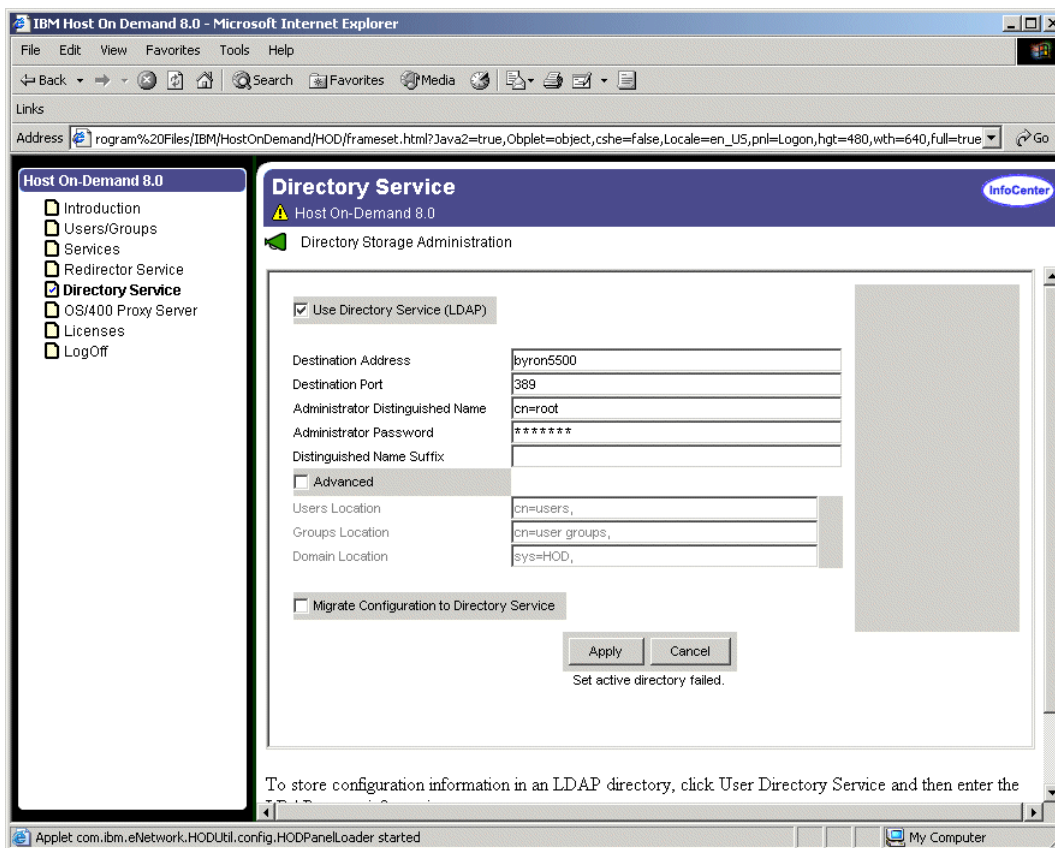 IBM Host On Demand 8.0 - Microsoft Internet Explorer
File Edit View Favorites Tools Help
Back Search Favorites Media
Links
Address rogram%20Files/IBM/HostOnDemand/HOD/frameset.html?Java2=true,Obplet=object,cshe=false,Locale=en_US,pnl=Logon,hgt=480,wth=640,full=true Go
Host On-Demand 8.0
Introduction
Users/Groups
Services
Redirector Service
Directory Service
OS/400 Proxy Server
Licenses
LogOff
Directory Service
InfoCenter
Host On-Demand 8.0
Directory Storage Administration
Use Directory Service (LDAP)
Destination Address byron5500
Destination Port 389
Administrator Distinguished Name cn=root
Administrator Password *******
Distinguished Name Suffix
Advanced
Users Location cn=users,
Groups Location cn=user groups,
Domain Location sys=HOD,
Migrate Configuration to Directory Service
Apply Cancel
Set active directory failed.
To store configuration information in an LDAP directory, click User Directory Service and then enter the
Applet com.ibm.eNetwork.HODUtil.config.HODPanelLoader started My Computer